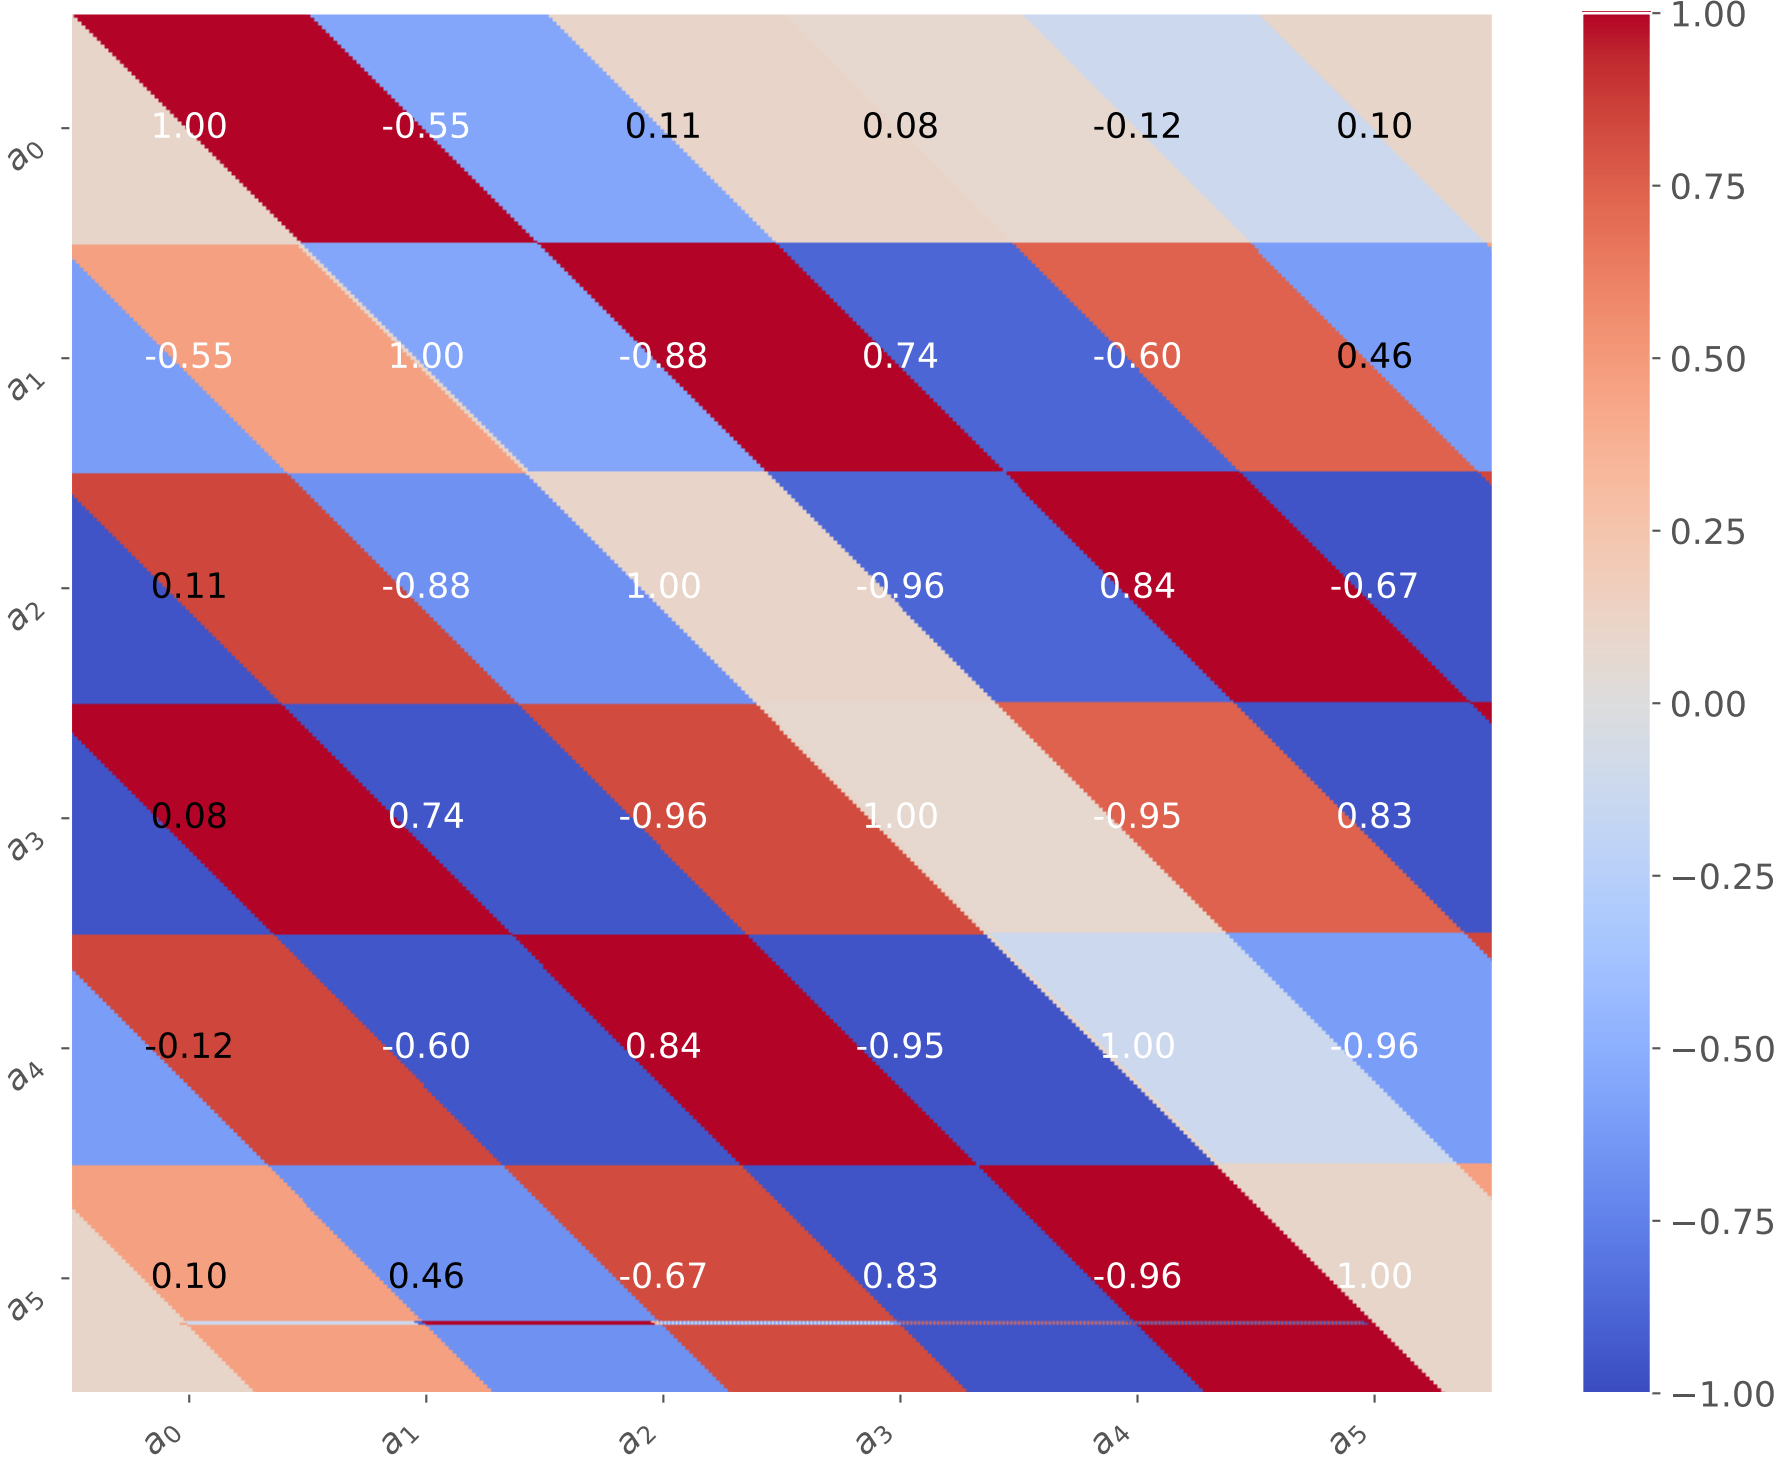 1.00
a₀ 1.00 -0.55 0.11 0.08 -0.12 0.10
0.75
a₁ -0.55 1.00 -0.88 0.74 -0.60 0.46
0.50
0.25
a₂ 0.11 -0.88 1.00 -0.96 0.84 -0.67
0.00
a₃ 0.08 0.74 -0.96 1.00 -0.95 0.83
−0.25
a₄ -0.12 -0.60 0.84 -0.95 1.00 -0.96
−0.50
−0.75
a₅ 0.10 0.46 -0.67 0.83 -0.96 1.00
−1.00
a₀ a₁ a₂ a₃ a₄ a₅